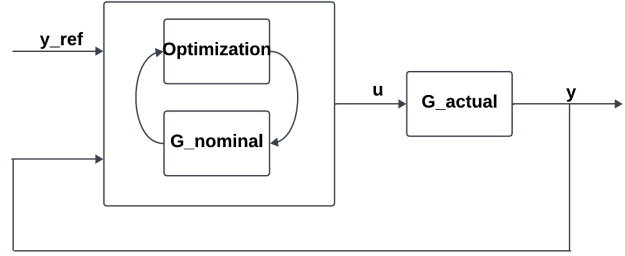 y_ref
Optimization
G_nominal
u
G_actual
y